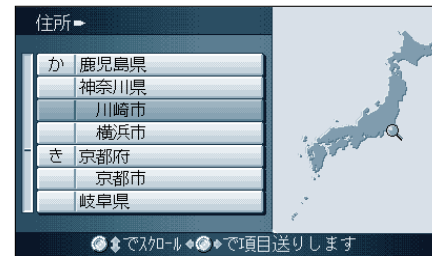 住所
か 鹿児島県
神奈川県
川崎市
横浜市
き 京都府
京都市
岐阜県
でスクロール でで項目送りします